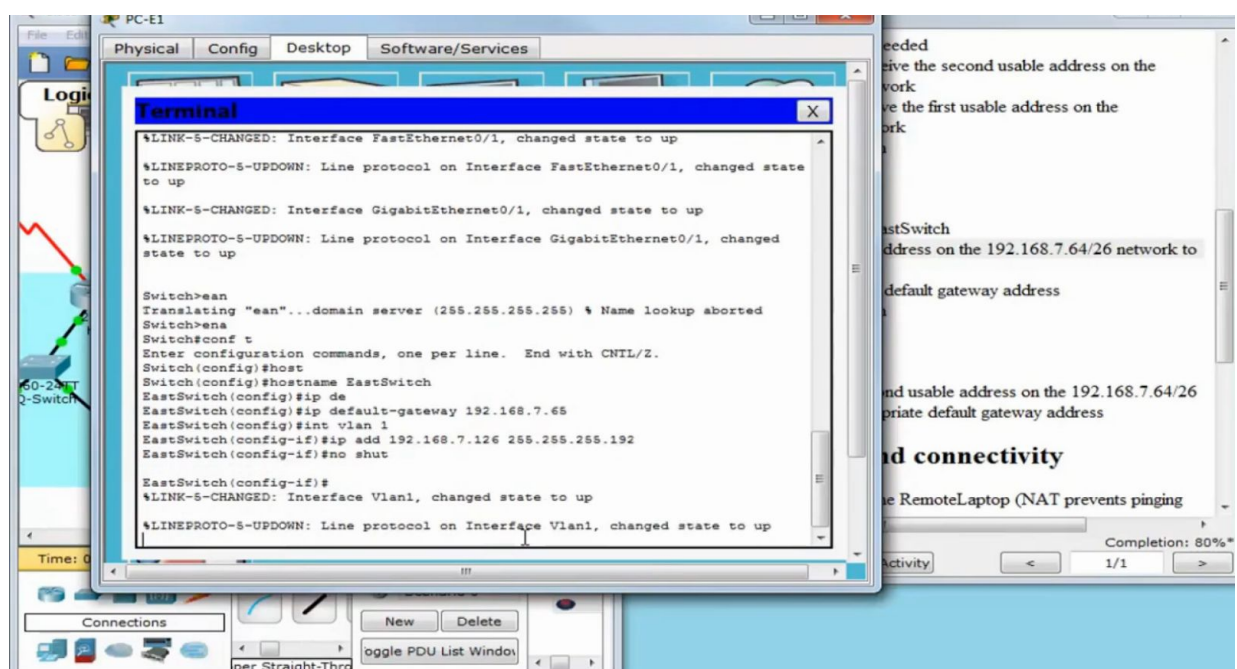 PC-E1
File Edi
Physical Config Desktop Software/Services
Logi
Terminal
X
%LINK-5-CHANGED: Interface FastEthernet0/1, changed state to up
%LINEPROTO-5-UPDOWN: Line protocol on Interface FastEthernet0/1, changed state
to up
%LINK-5-CHANGED: Interface GigabitEthernet0/1, changed state to up
%LINEPROTO-5-UPDOWN: Line protocol on Interface GigabitEthernet0/1, changed
state to up
Switch>ean
Translating "ean"...domain server (255.255.255.255) % Name lookup aborted
Switch>ena
Switch#conf t
Enter configuration commands, one per line.  End with CNTL/Z.
Switch(config)#host
Switch(config)#hostname EastSwitch
EastSwitch(config)#ip de
EastSwitch(config)#ip default-gateway 192.168.7.65
EastSwitch(config)#int vlan 1
EastSwitch(config-if)#ip add 192.168.7.126 255.255.255.192
EastSwitch(config-if)#no shut
EastSwitch(config-if)#
%LINK-5-CHANGED: Interface Vlan1, changed state to up
%LINEPROTO-5-UPDOWN: Line protocol on Interface Vlan1, changed state to up
60-24TT
Q-Switch
eeded
eive the second usable address on the
work
ve the first usable address on the
ork
astSwitch
ddress on the 192.168.7.64/26 network to
default gateway address
nd usable address on the 192.168.7.64/26
priate default gateway address
nd connectivity
he RemoteLaptop (NAT prevents pinging
Completion: 80%*
Activity < 1/1 >
Time: 0
Connections
New Delete
oggle PDU List Windov
per Straight-Thro